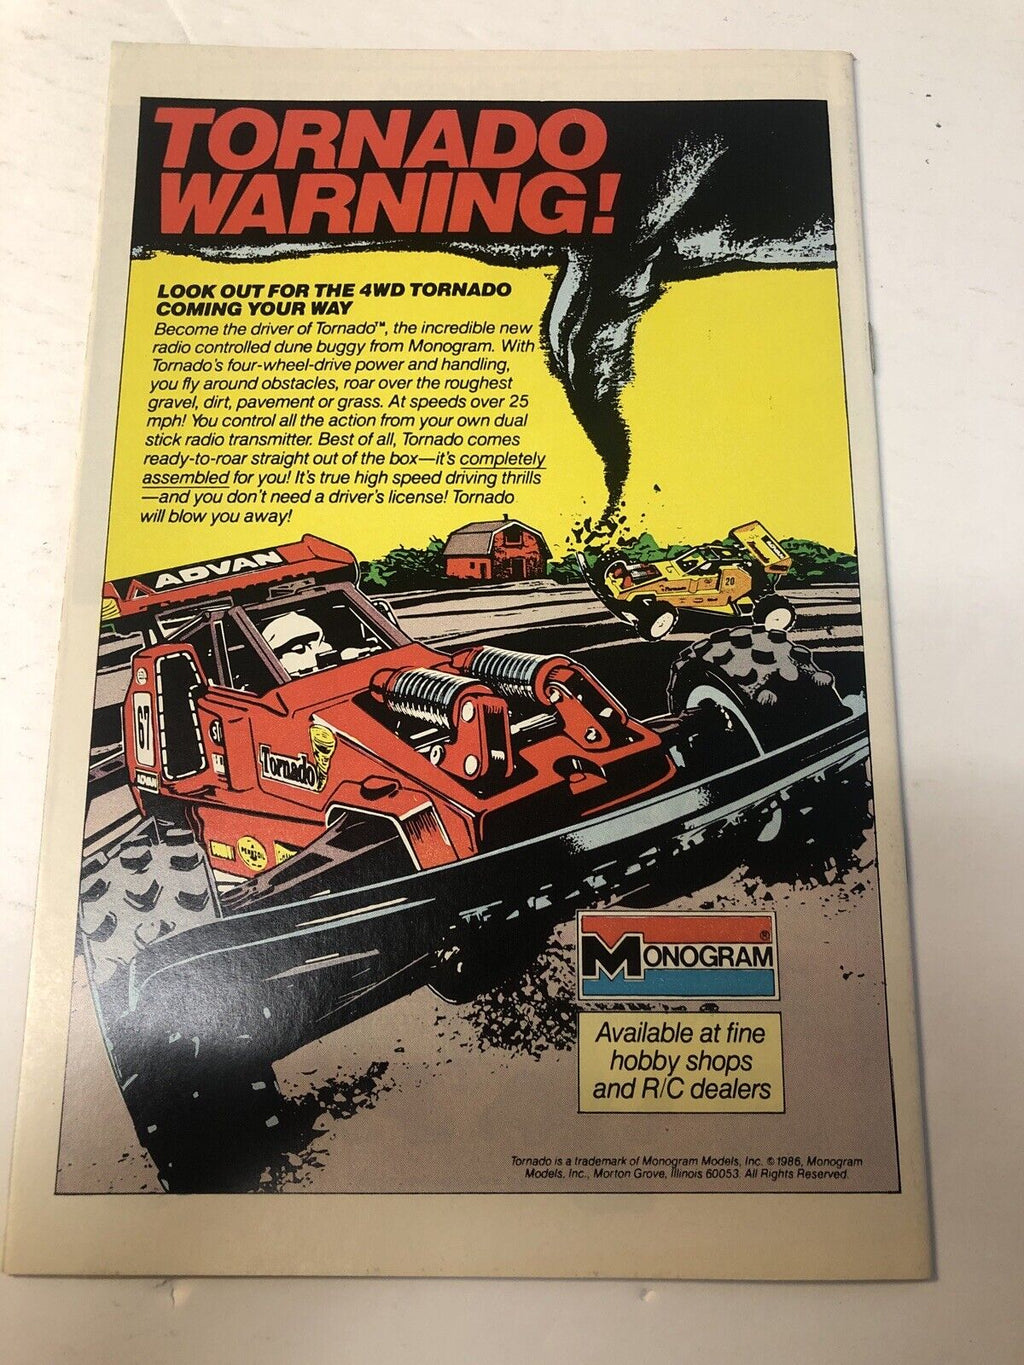 TORNADO
WARNING!
LOOK OUT FOR THE 4WD TORNADO
COMING YOUR WAY
Become the driver of Tornado™, the incredible new
radio controlled dune buggy from Monogram. With
Tornado's four-wheel-drive power and handling,
you fly around obstacles, roar over the roughest
gravel, dirt, pavement or grass. At speeds over 25
mph! You control all the action from your own dual
stick radio transmitter. Best of all, Tornado comes
ready-to-roar straight out of the box—it's completely
assembled for you! It's true high speed driving thrills
—and you don't need a driver's license! Tornado
will blow you away!
ADVAN
20
67
Tornado
ADVAN
MONOGRAM®
Available at fine
hobby shops
and R/C dealers
Tornado is a trademark of Monogram Models, Inc. © 1986, Monogram
Models, Inc., Morton Grove, Illinois 60053. All Rights Reserved.